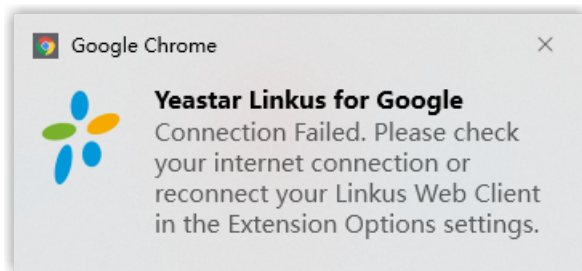 Google Chrome
Yeastar Linkus for Google
Connection Failed. Please check
your internet connection or
reconnect your Linkus Web Client
in the Extension Options settings.